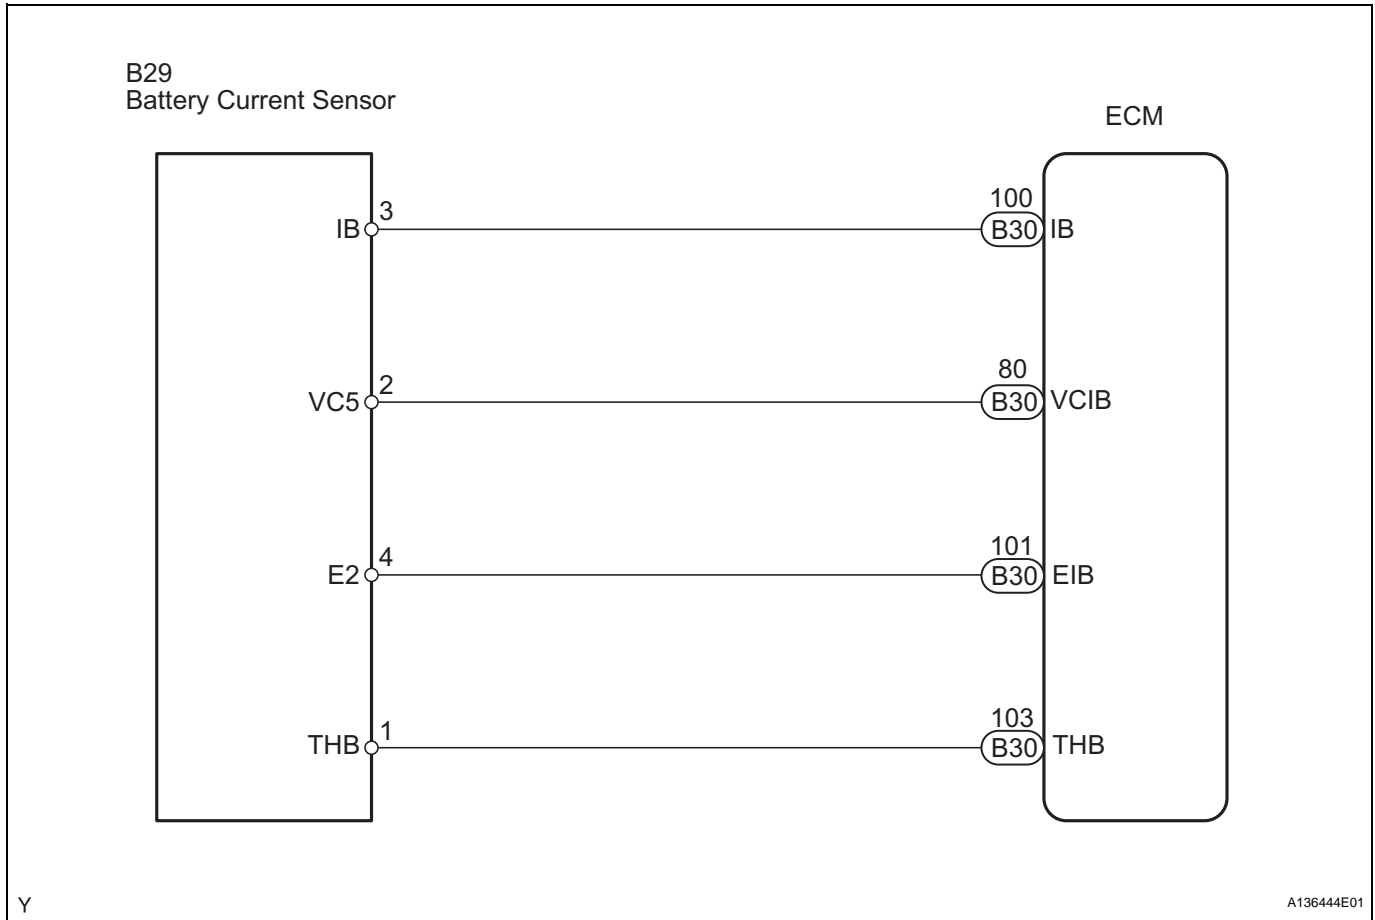 B29
Battery Current Sensor
ECM
IB 3 100 B30 IB
VC5 2 80 B30 VCIB
E2 4 101 B30 EIB
THB 1 103 B30 THB
Y A136444E01